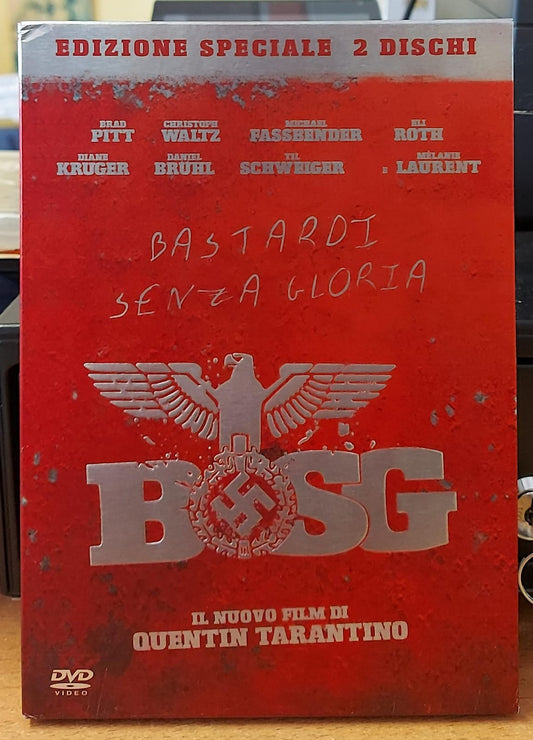 EDIZIONE SPECIALE 2 DISCHI
BRAD PITT CHRISTOPH WALTZ MICHAEL FASSBENDER ELI ROTH
DIANE KRUGER DANIEL BRÜHL TIL SCHWEIGER E MÉLANIE LAURENT
BASTARDI
SENZA GLORIA
B SG
IL NUOVO FILM DI
QUENTIN TARANTINO
DVD
VIDEO